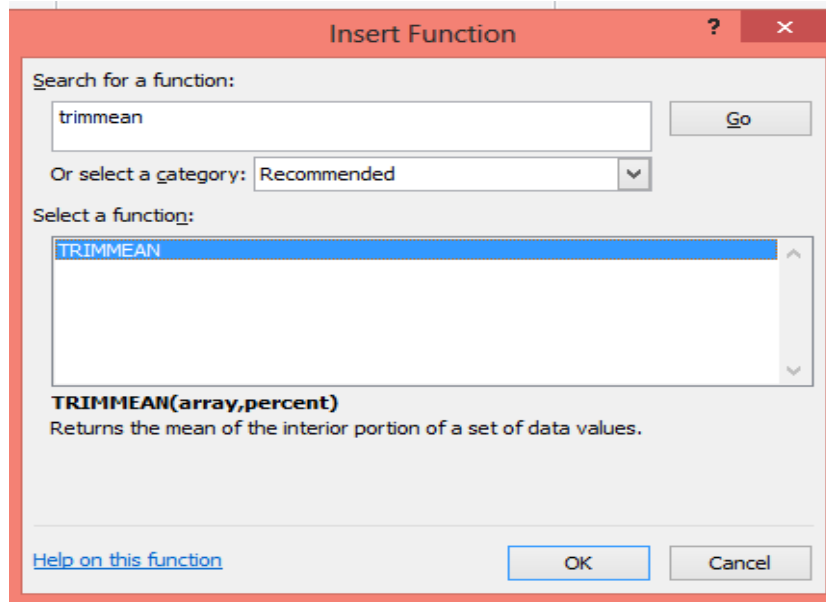 Insert Function
? ×
Search for a function:
trimmean
Go
Or select a category: Recommended
Select a function:
TRIMMEAN
TRIMMEAN(array,percent)
Returns the mean of the interior portion of a set of data values.
Help on this function
OK
Cancel